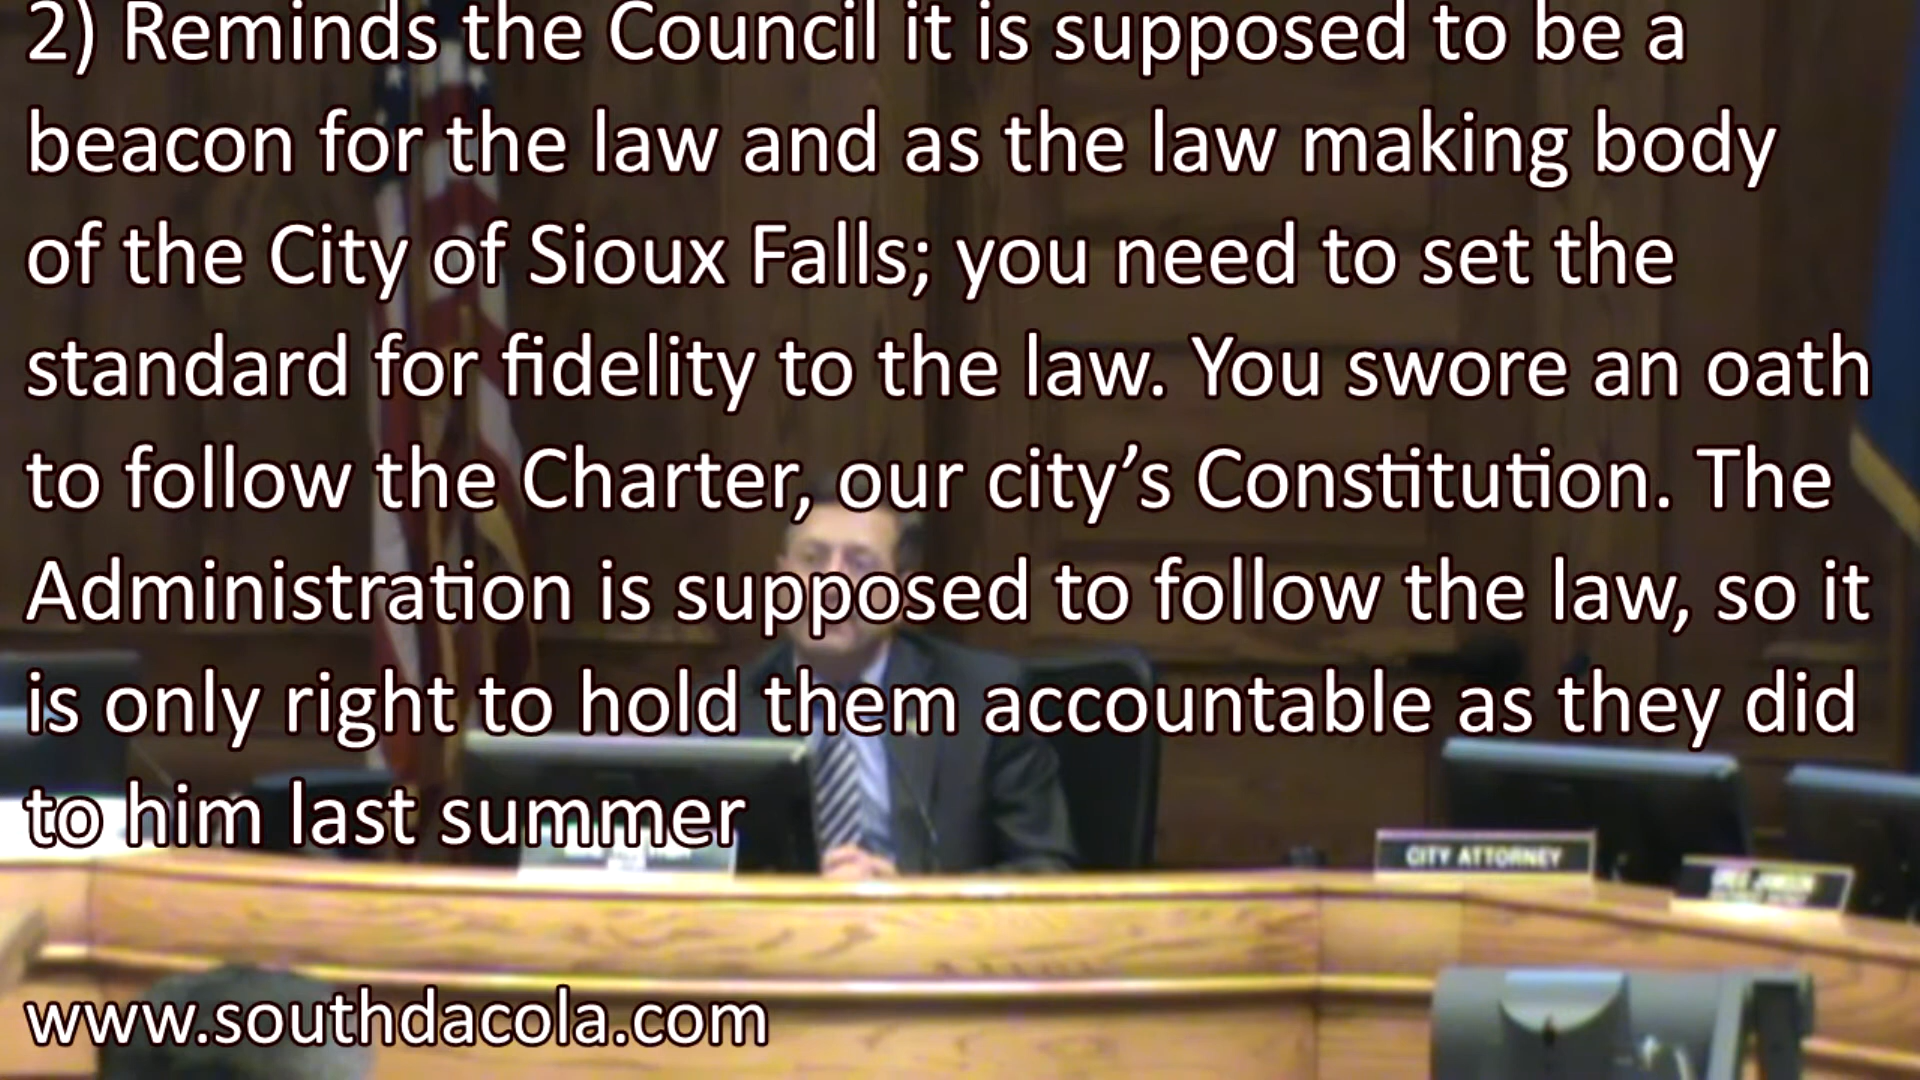 2) Reminds the Council it is supposed to be a
beacon for the law and as the law making body
of the City of Sioux Falls; you need to set the
standard for fidelity to the law. You swore an oath
to follow the Charter, our city’s Constitution. The
Administration is supposed to follow the law, so it
is only right to hold them accountable as they did
to him last summer
CITY ATTORNEY
www.southdacola.com